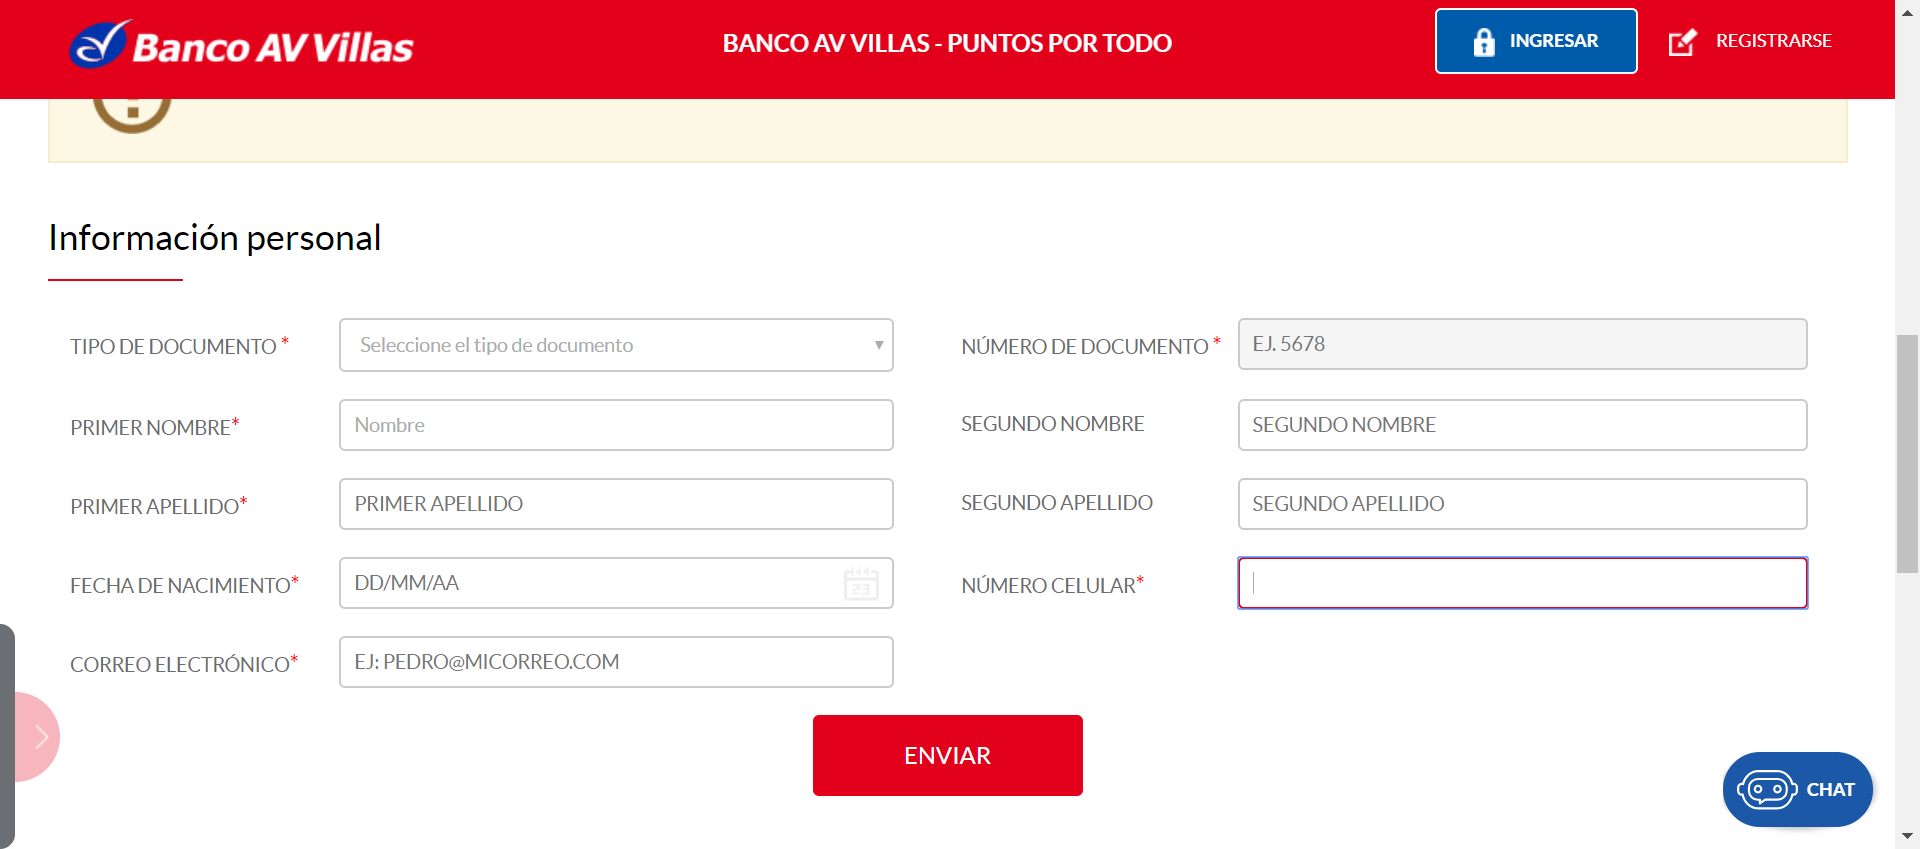 Banco AV Villas
BANCO AV VILLAS - PUNTOS POR TODO
INGRESAR
REGISTRARSE
Información personal
TIPO DE DOCUMENTO *
Seleccione el tipo de documento
NÚMERO DE DOCUMENTO *
EJ. 5678
PRIMER NOMBRE*
Nombre
SEGUNDO NOMBRE
SEGUNDO NOMBRE
PRIMER APELLIDO*
PRIMER APELLIDO
SEGUNDO APELLIDO
SEGUNDO APELLIDO
FECHA DE NACIMIENTO*
DD/MM/AA
23
NÚMERO CELULAR*
CORREO ELECTRÓNICO*
EJ: PEDRO@MICORREO.COM
ENVIAR
CHAT